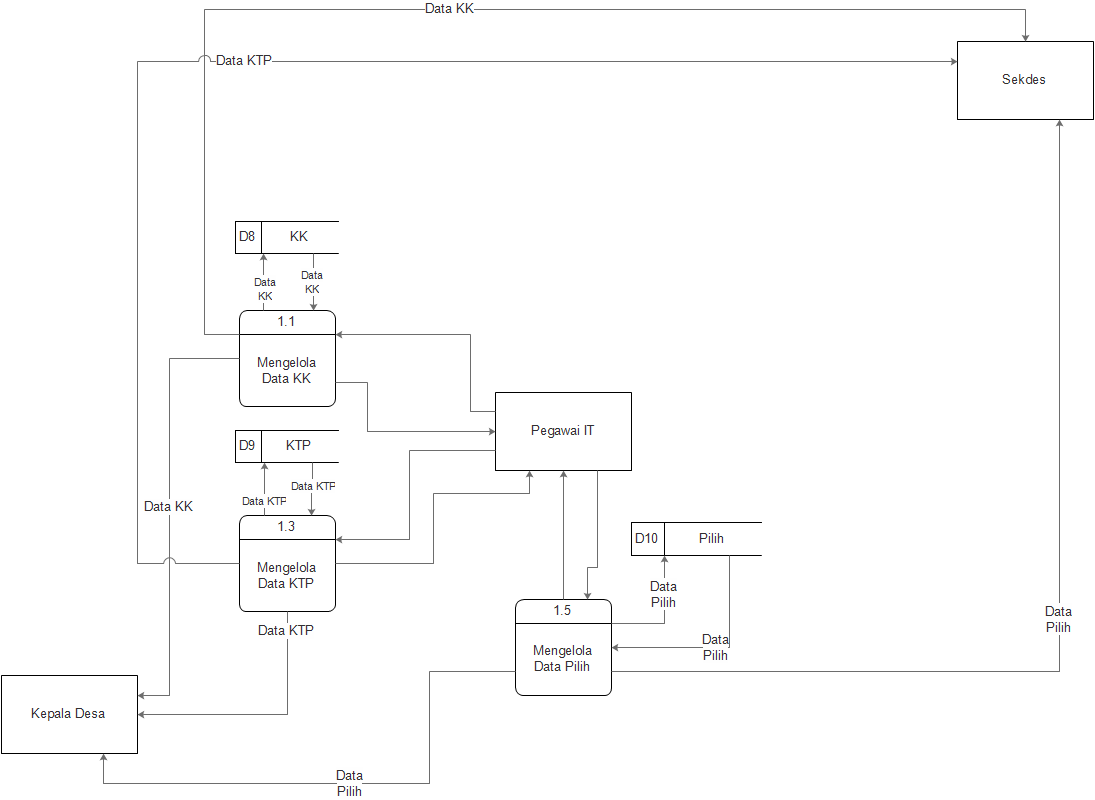 Data KK
Data KTP
Sekdes
D8
KK
Data
KK
Data
KK
1.1
Mengelola
Data KK
Pegawai IT
D9
KTP
Data KTP
Data KTP
Data KK
1.3
Mengelola
Data KTP
D10
Pilih
Data
Pilih
1.5
Data
Pilih
Data KTP
Mengelola
Data Pilih
Data
Pilih
Kepala Desa
Data
Pilih